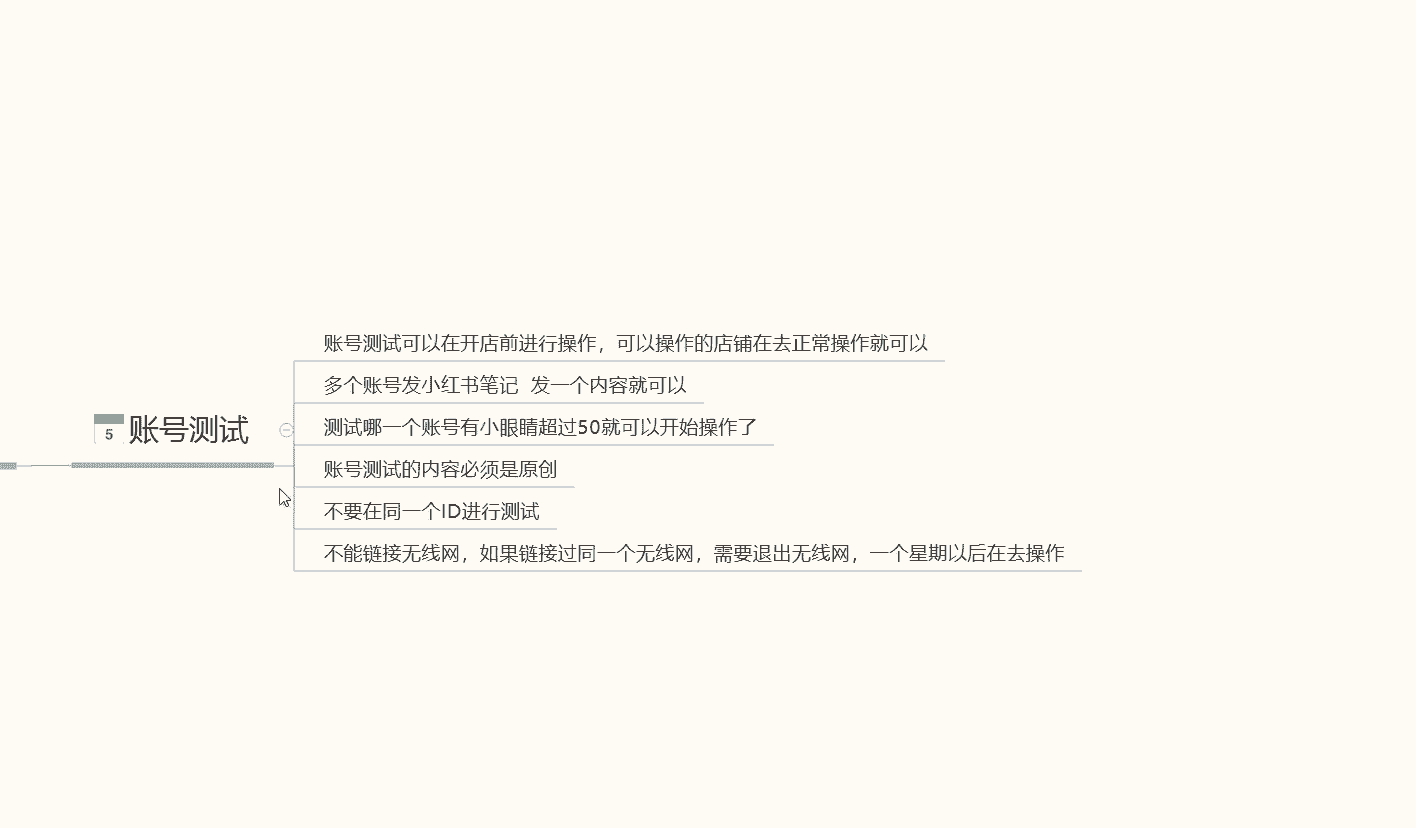 账号测试可以在开店前进行操作，可以操作的店铺在去正常操作就可以
多个账号发小红书笔记  发一个内容就可以
5 账号测试
测试哪一个账号有小眼睛超过50就可以开始操作了
账号测试的内容必须是原创
不要在同一个ID进行测试
不能链接无线网，如果链接过同一个无线网，需要退出无线网，一个星期以后在去操作